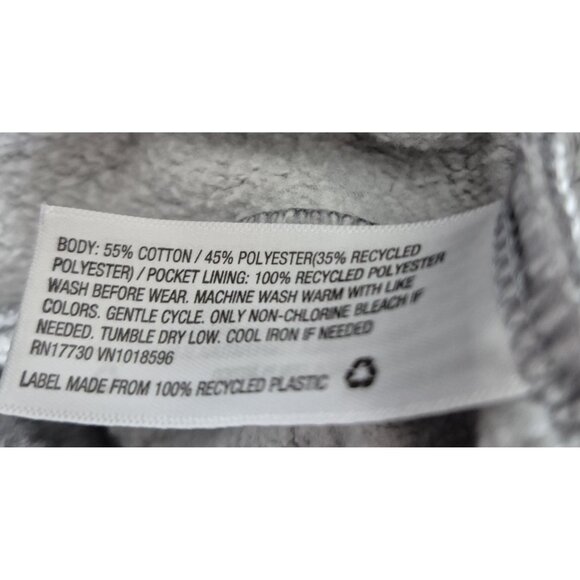 BODY: 55% COTTON / 45% POLYESTER(35% RECYCLED
POLYESTER) / POCKET LINING: 100% RECYCLED POLYESTER
WASH BEFORE WEAR. MACHINE WASH WARM WITH LIKE
COLORS. GENTLE CYCLE. ONLY NON-CHLORINE BLEACH IF
NEEDED. TUMBLE DRY LOW. COOL IRON IF NEEDED
RN17730 VN1018596
LABEL MADE FROM 100% RECYCLED PLASTIC